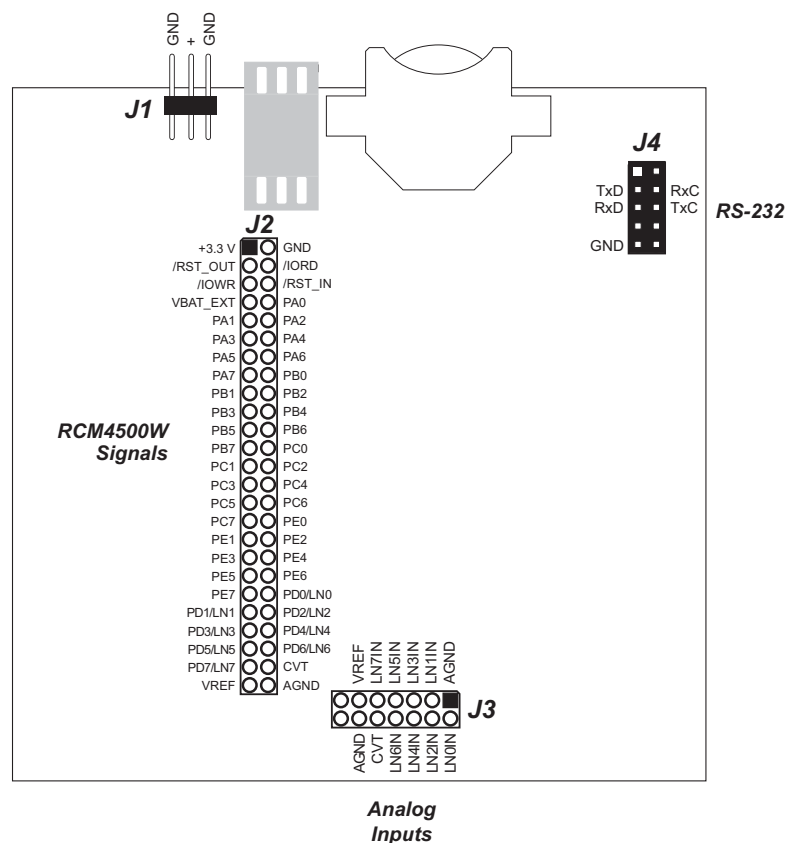 GND + GND
J1
J4
TxD RxC
RxD TxC
GND
RS-232
J2
+3.3 V GND
/RST_OUT /IORD
/IOWR /RST_IN
VBAT_EXT PA0
PA1 PA2
PA3 PA4
PA5 PA6
PA7 PB0
PB1 PB2
PB3 PB4
PB5 PB6
PB7 PC0
PC1 PC2
PC3 PC4
PC5 PC6
PC7 PE0
PE1 PE2
PE3 PE4
PE5 PE6
PE7 PD0/LN0
PD1/LN1 PD2/LN2
PD3/LN3 PD4/LN4
PD5/LN5 PD6/LN6
PD7/LN7 CVT
VREF AGND
RCM4500W
Signals
VREF LN7IN LN5IN LN3IN LN1IN AGND
J3
AGND CVT LN6IN LN4IN LN2IN LN0IN
Analog
Inputs